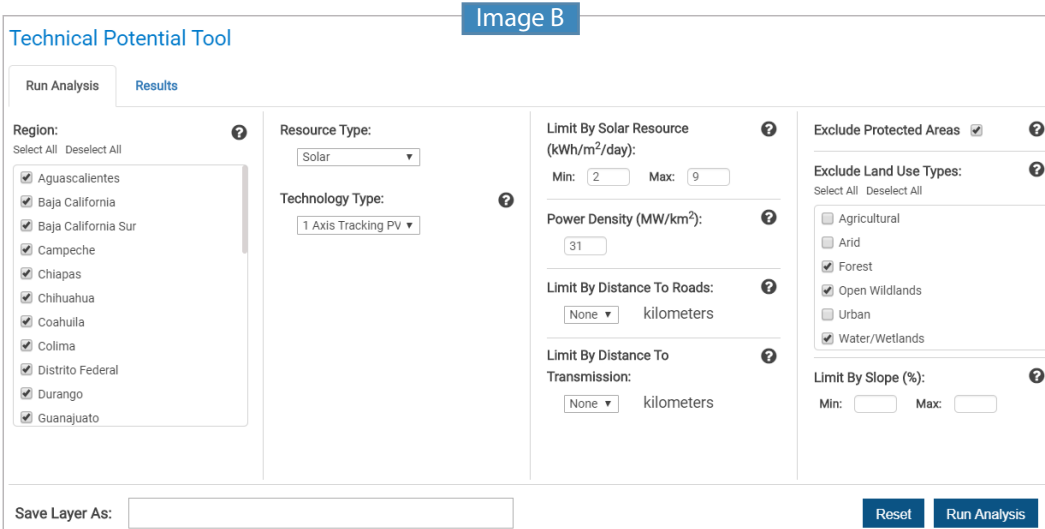 Image B
Technical Potential Tool
Run Analysis
Results
Region:
Select All Deselect All
Aguascalientes
Baja California
Baja California Sur
Campeche
Chiapas
Chihuahua
Coahuila
Colima
Distrito Federal
Durango
Guanajuato
Resource Type:
Solar
Technology Type:
1 Axis Tracking PV
Limit By Solar Resource
(kWh/m²/day):
Min: 2 Max: 9
Power Density (MW/km²):
31
Limit By Distance To Roads:
None kilometers
Limit By Distance To
Transmission:
None kilometers
Exclude Protected Areas
Exclude Land Use Types:
Select All Deselect All
Agricultural
Arid
Forest
Open Wildlands
Urban
Water/Wetlands
Limit By Slope (%):
Min: Max:
Save Layer As:
Reset
Run Analysis